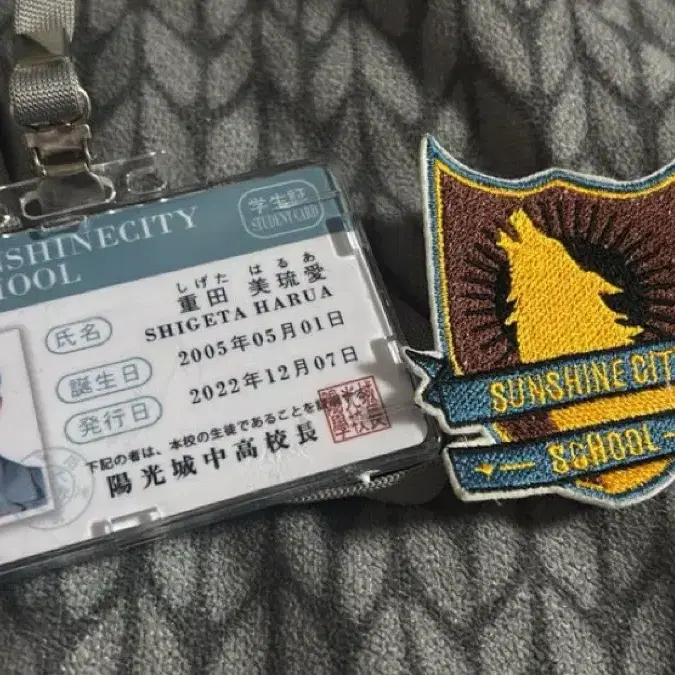 NSHINECITY
HOOL
学生証
STUDENT CARD
しげた はるあ
氏名 重田 美琉愛
SHIGETA HARUA
誕生日 2005年05月01日
発行日 2022年12月07日
下記の者は、本校の生徒であることを
陽光城中高校長
SUNSHINE CIT
SCHOOL